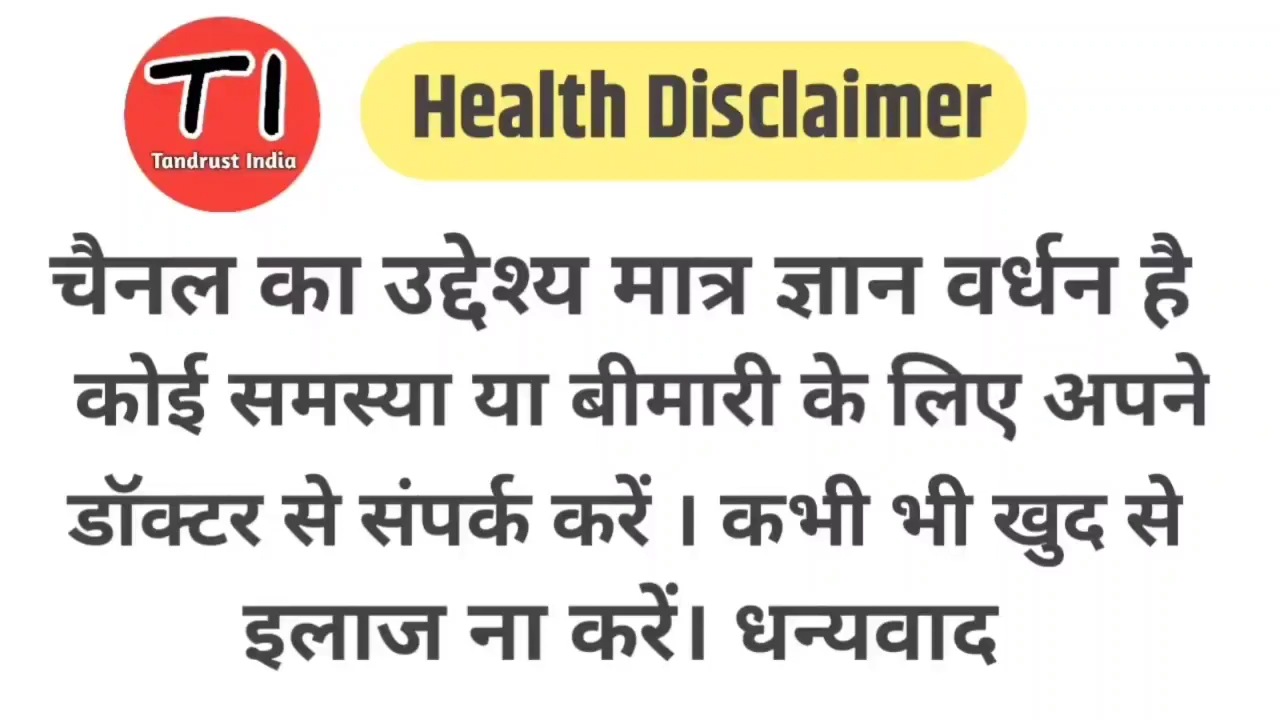 TI
Tandrust India
Health Disclaimer
चैनल का उद्देश्य मात्र ज्ञान वर्धन है
कोई समस्या या बीमारी के लिए अपने
डॉक्टर से संपर्क करें । कभी भी खुद से
इलाज ना करें। धन्यवाद